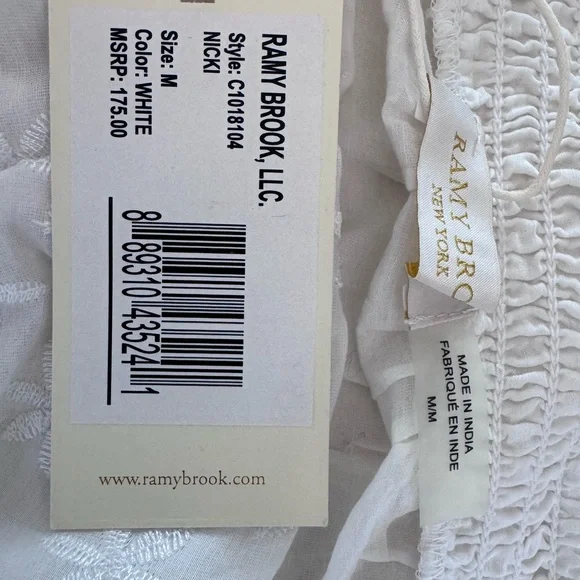 RAMY BROOK, LLC.
Style: C1018104
NICKI
Size: M
Color: WHITE
MSRP: 175.00
8 89310 43524 1
www.ramybrook.com
RAMY BRO
NEW YORK
MADE IN INDIA
FABRIQUÉ EN INDE
M/M